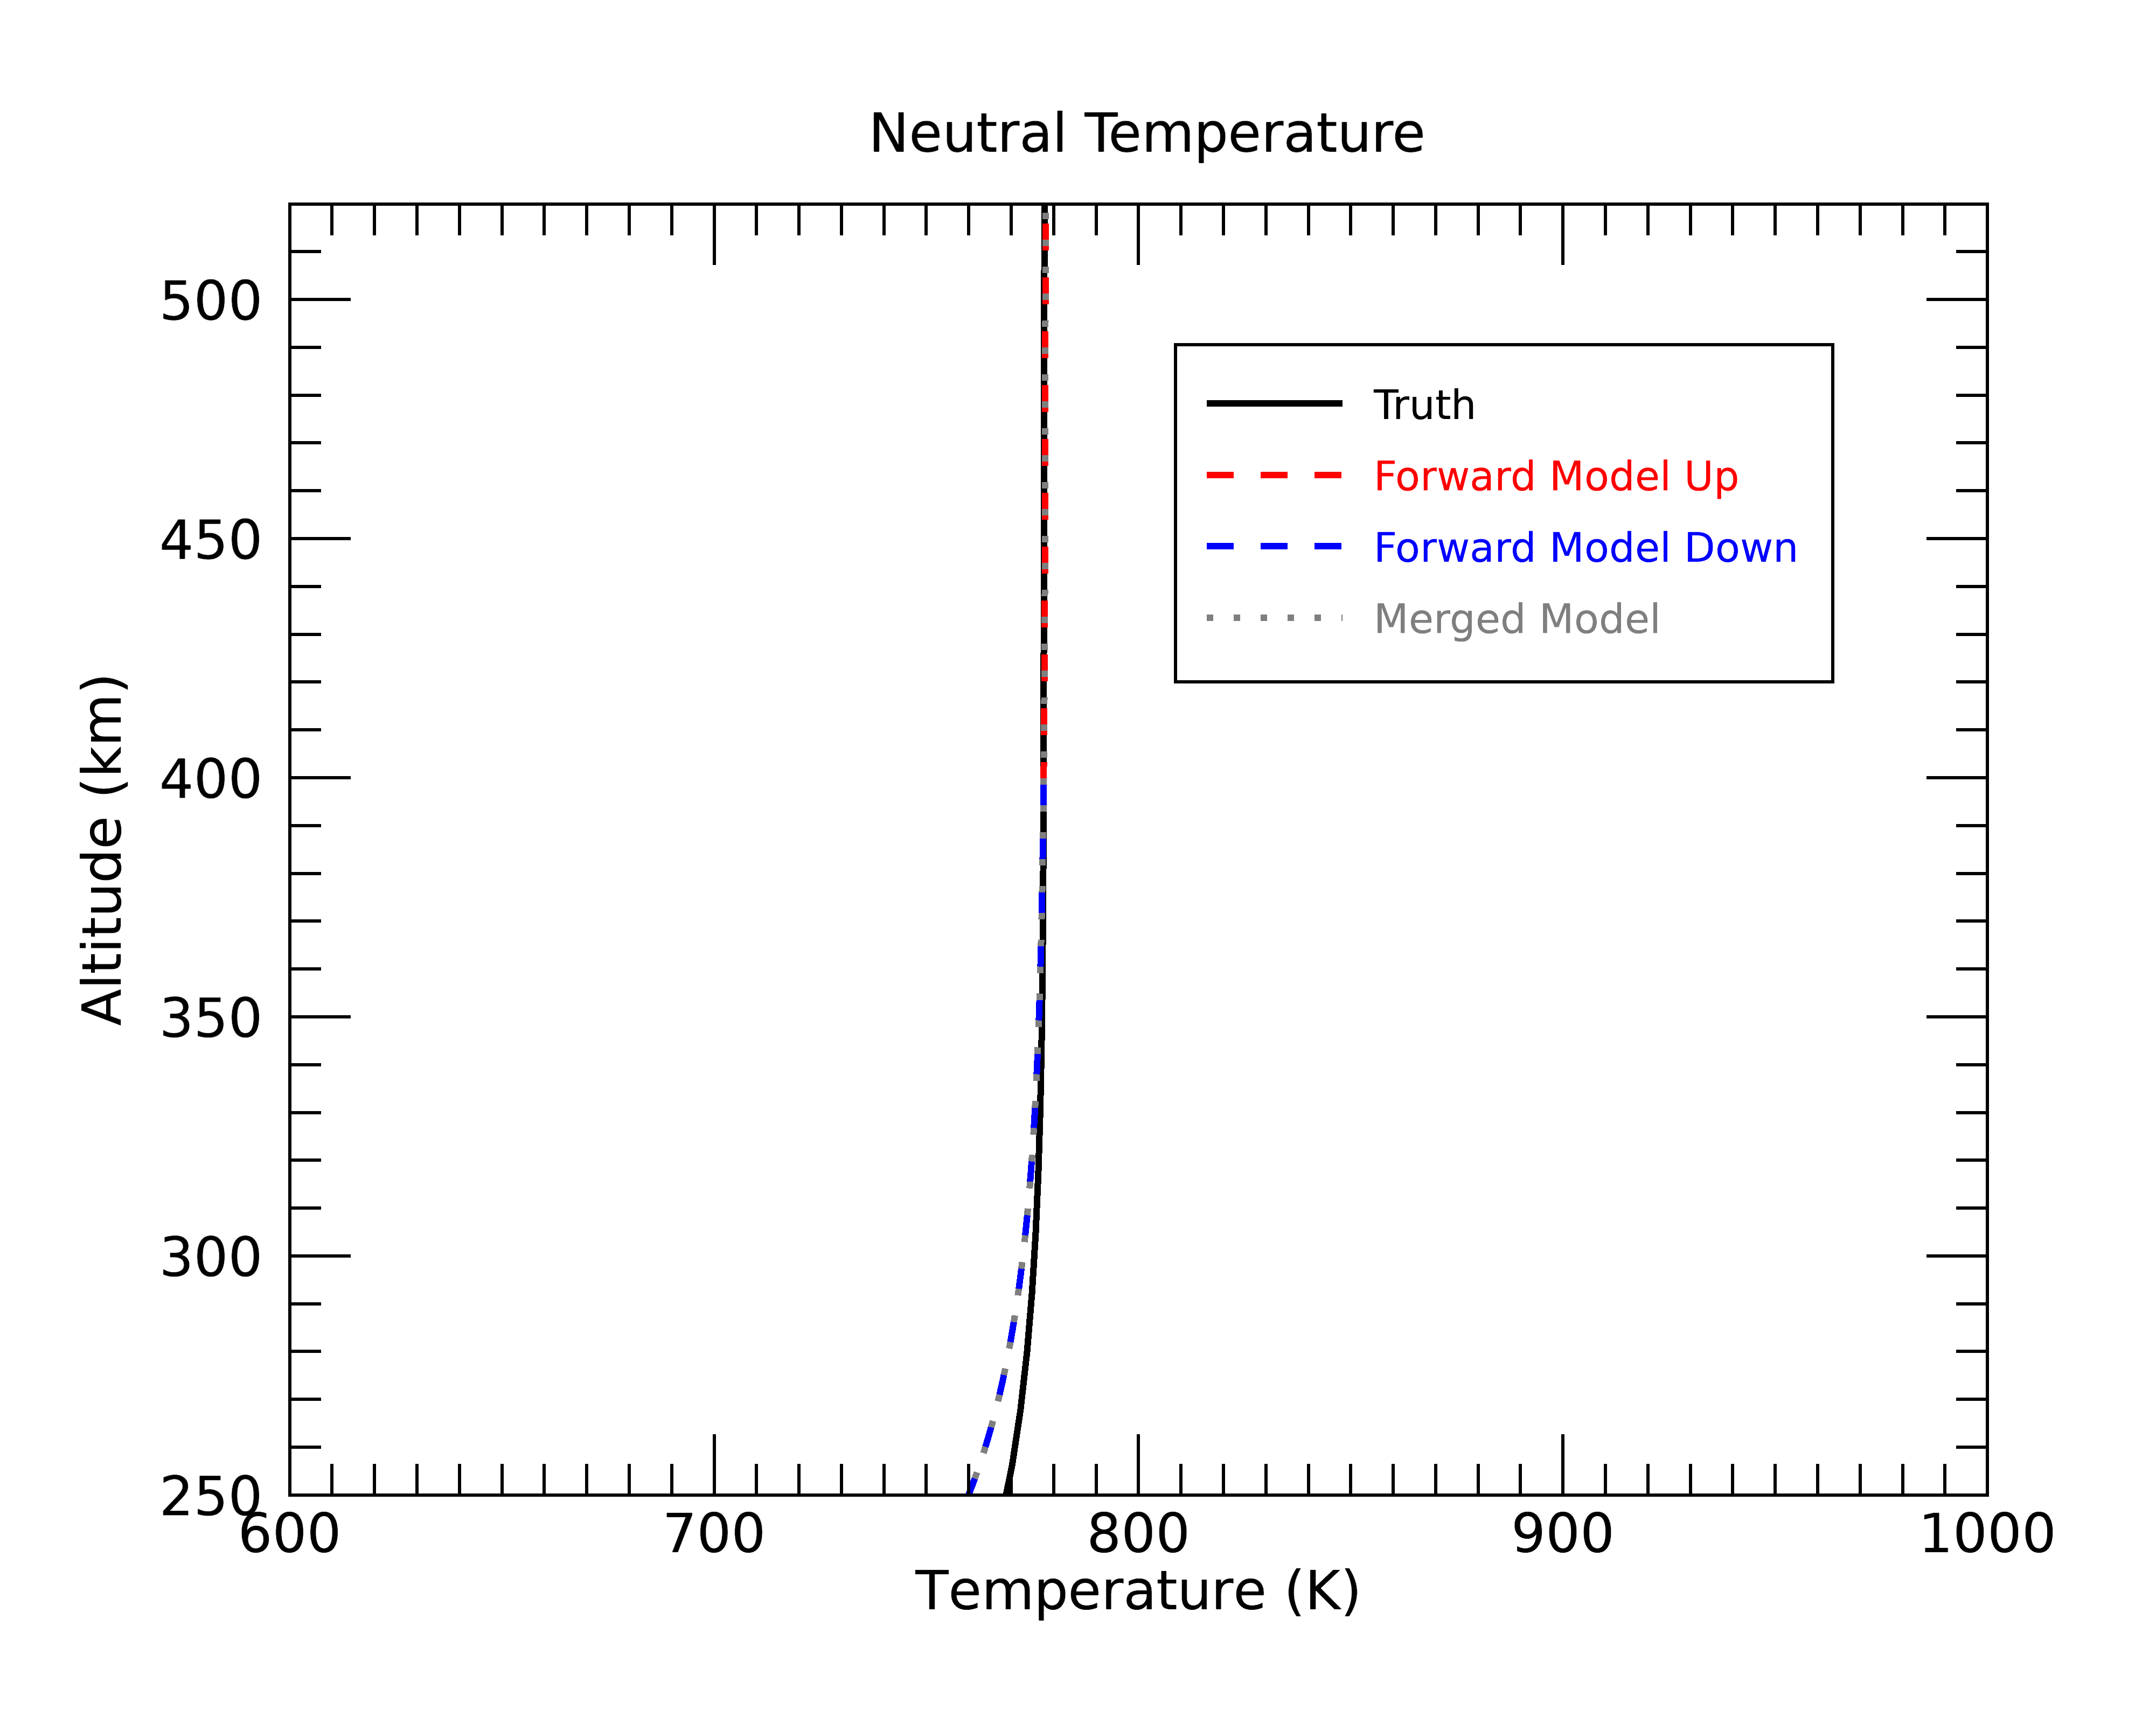 Neutral Temperature
500
450
400
350
300
250
Altitude (km)
Truth
Forward Model Up
Forward Model Down
Merged Model
600 700 800 900 1000
Temperature (K)